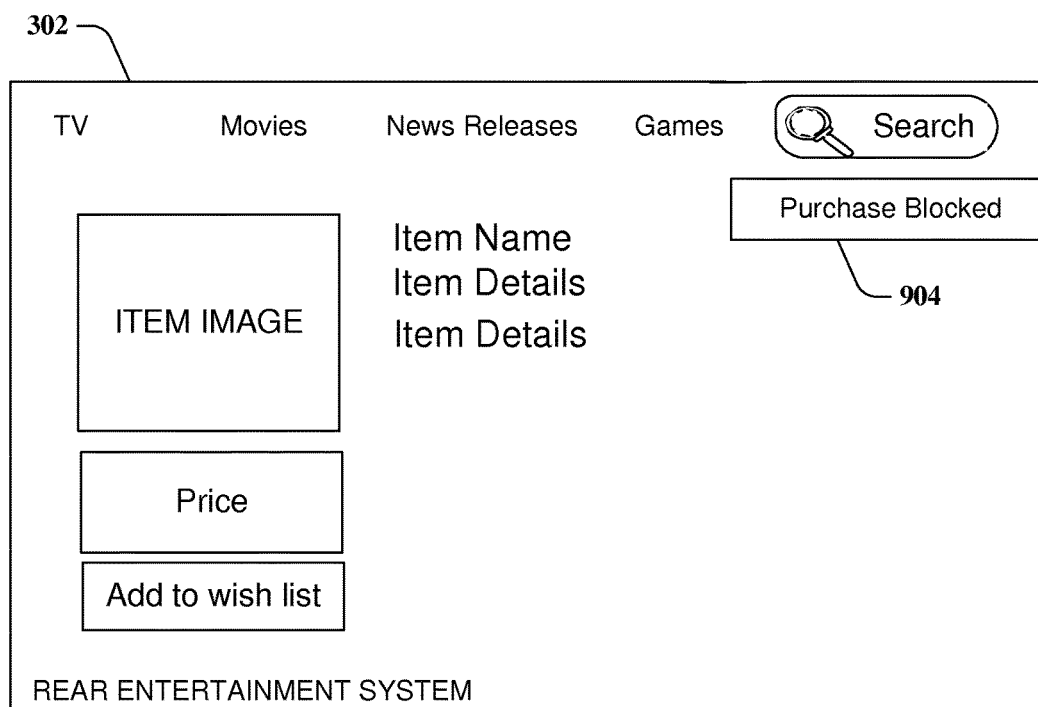 302
TV Movies News Releases Games Search
Purchase Blocked
904
Item Name
Item Details
Item Details
ITEM IMAGE
Price
Add to wish list
REAR ENTERTAINMENT SYSTEM